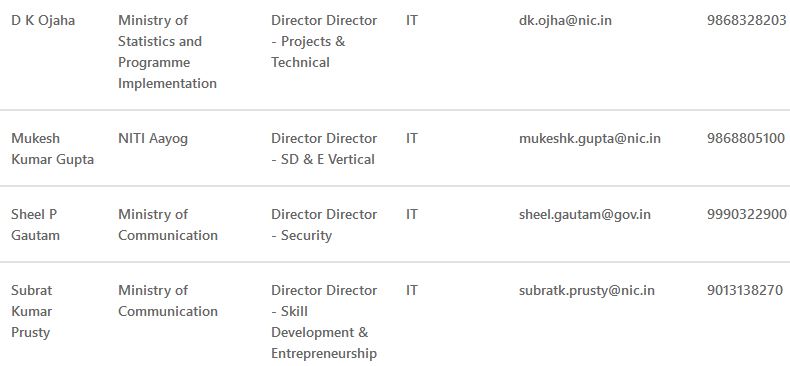 D K Ojaha Ministry of Director Director IT dk.ojha@nic.in 9868328203
Statistics and - Projects &
Programme Technical
Implementation
Mukesh NITI Aayog Director Director IT mukeshk.gupta@nic.in 9868805100
Kumar Gupta - SD & E Vertical
Sheel P Ministry of Director Director IT sheel.gautam@gov.in 9990322900
Gautam Communication - Security
Subrat Ministry of Director Director IT subratk.prusty@nic.in 9013138270
Kumar Communication - Skill
Prusty Development &
Entrepreneurship